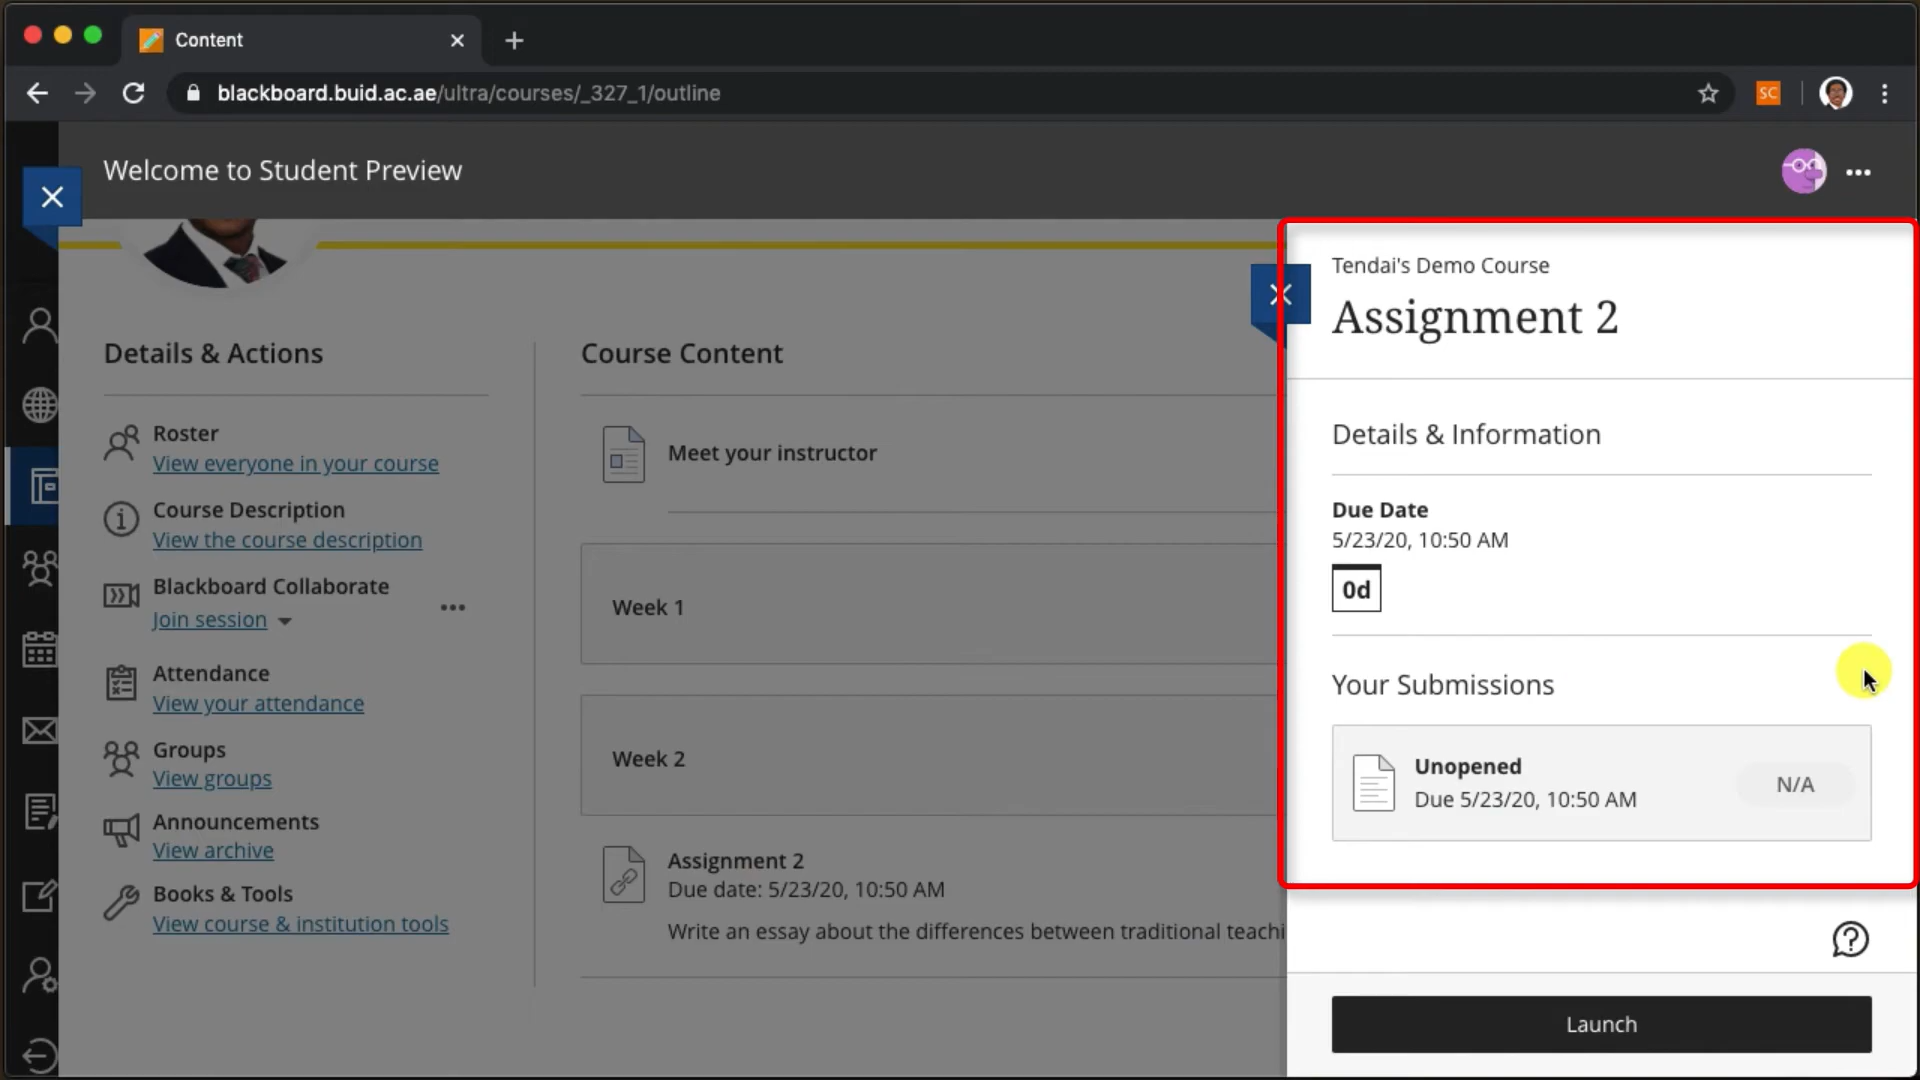 Content
blackboard.buid.ac.ae/ultra/courses/_327_1/outline
SC
Welcome to Student Preview
Details & Actions
Roster
View everyone in your course
Course Description
View the course description
Blackboard Collaborate
Join session
Attendance
View your attendance
Groups
View groups
Announcements
View archive
Books & Tools
View course & institution tools
Course Content
Meet your instructor
Week 1
Week 2
Assignment 2
Due date: 5/23/20, 10:50 AM
Write an essay about the differences between traditional teachi
Tendai's Demo Course
Assignment 2
Details & Information
Due Date
5/23/20, 10:50 AM
0d
Your Submissions
Unopened
Due 5/23/20, 10:50 AM
N/A
Launch